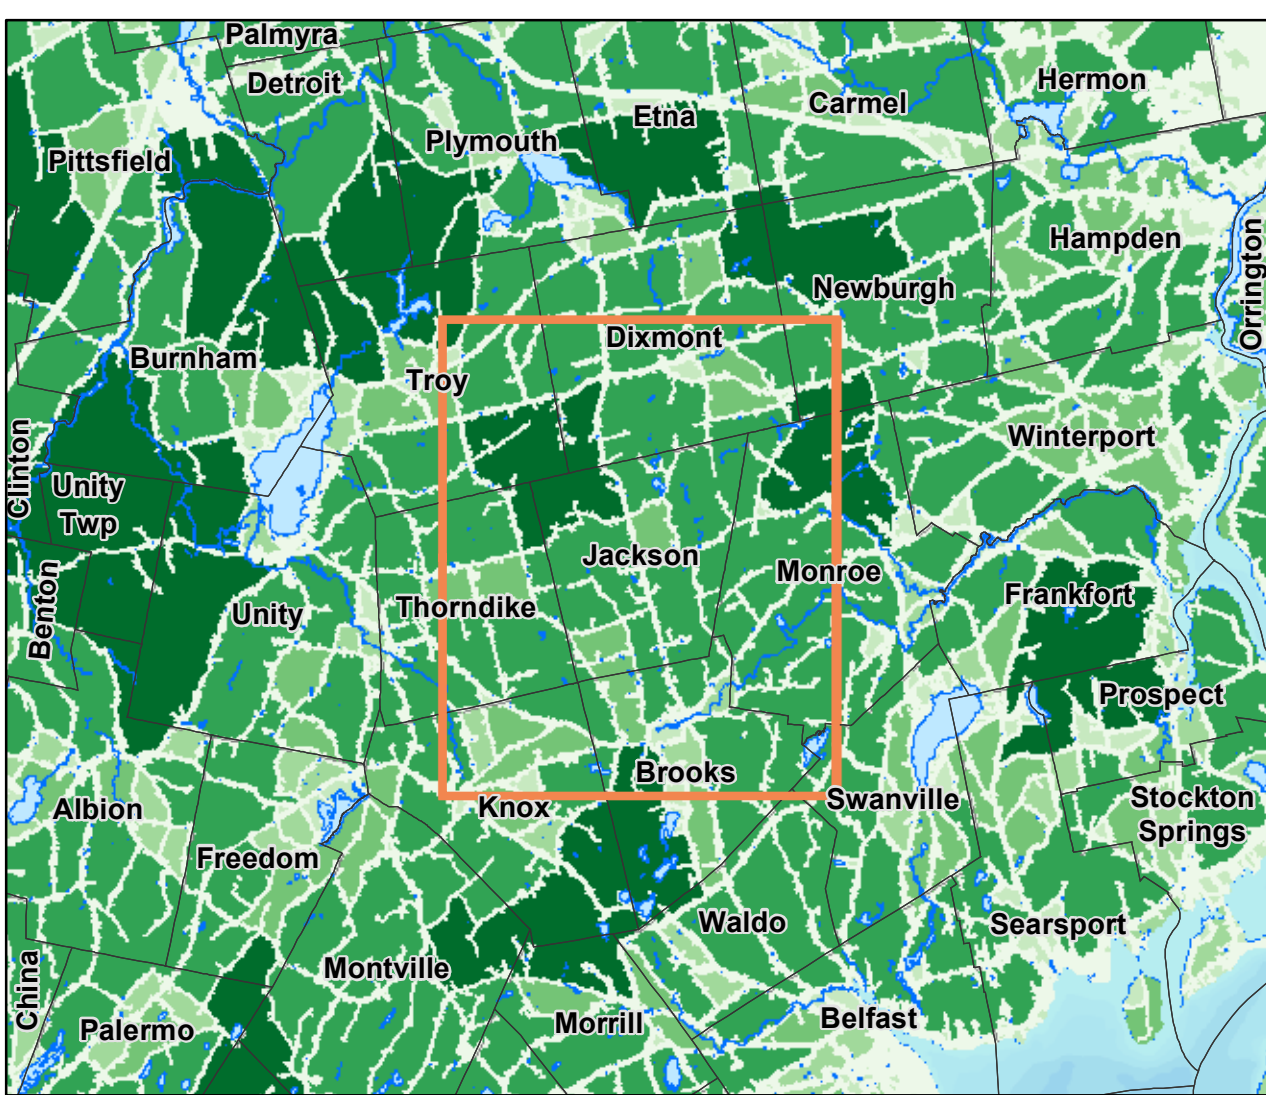 Palmyra
Detroit
Hermon
Carmel
Etna
Plymouth
Pittsfield
Hampden
Orrington
Newburgh
Dixmont
Burnham
Troy
Winterport
Clinton
Unity
Twp
Jackson
Monroe
Frankfort
Benton
Thorndike
Unity
Prospect
Brooks
Swanville
Stockton
Springs
Knox
Albion
Freedom
Waldo
Searsport
Montville
China
Palermo
Morrill
Belfast